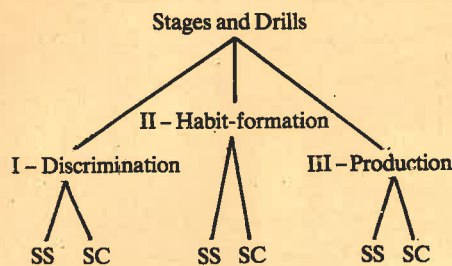 Stages and Drills
II – Habit-formation
I – Discrimination
III – Production
SS SC SS SC SS SC